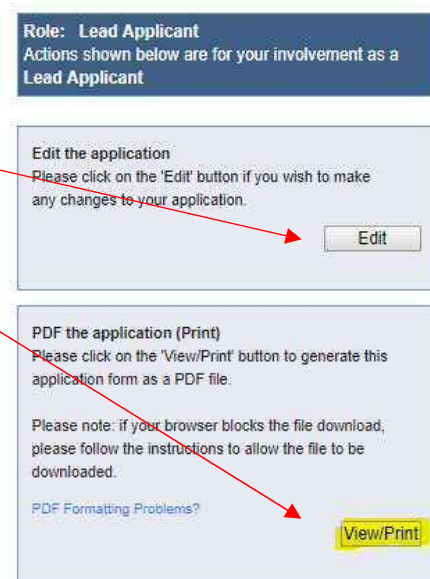 Role: Lead Applicant
Actions shown below are for your involvement as a
Lead Applicant
Edit the application
Please click on the 'Edit' button if you wish to make
any changes to your application.
Edit
PDF the application (Print)
Please click on the 'View/Print' button to generate this
application form as a PDF file.
Please note: if your browser blocks the file download,
please follow the instructions to allow the file to be
downloaded.
PDF Formatting Problems?
View/Print